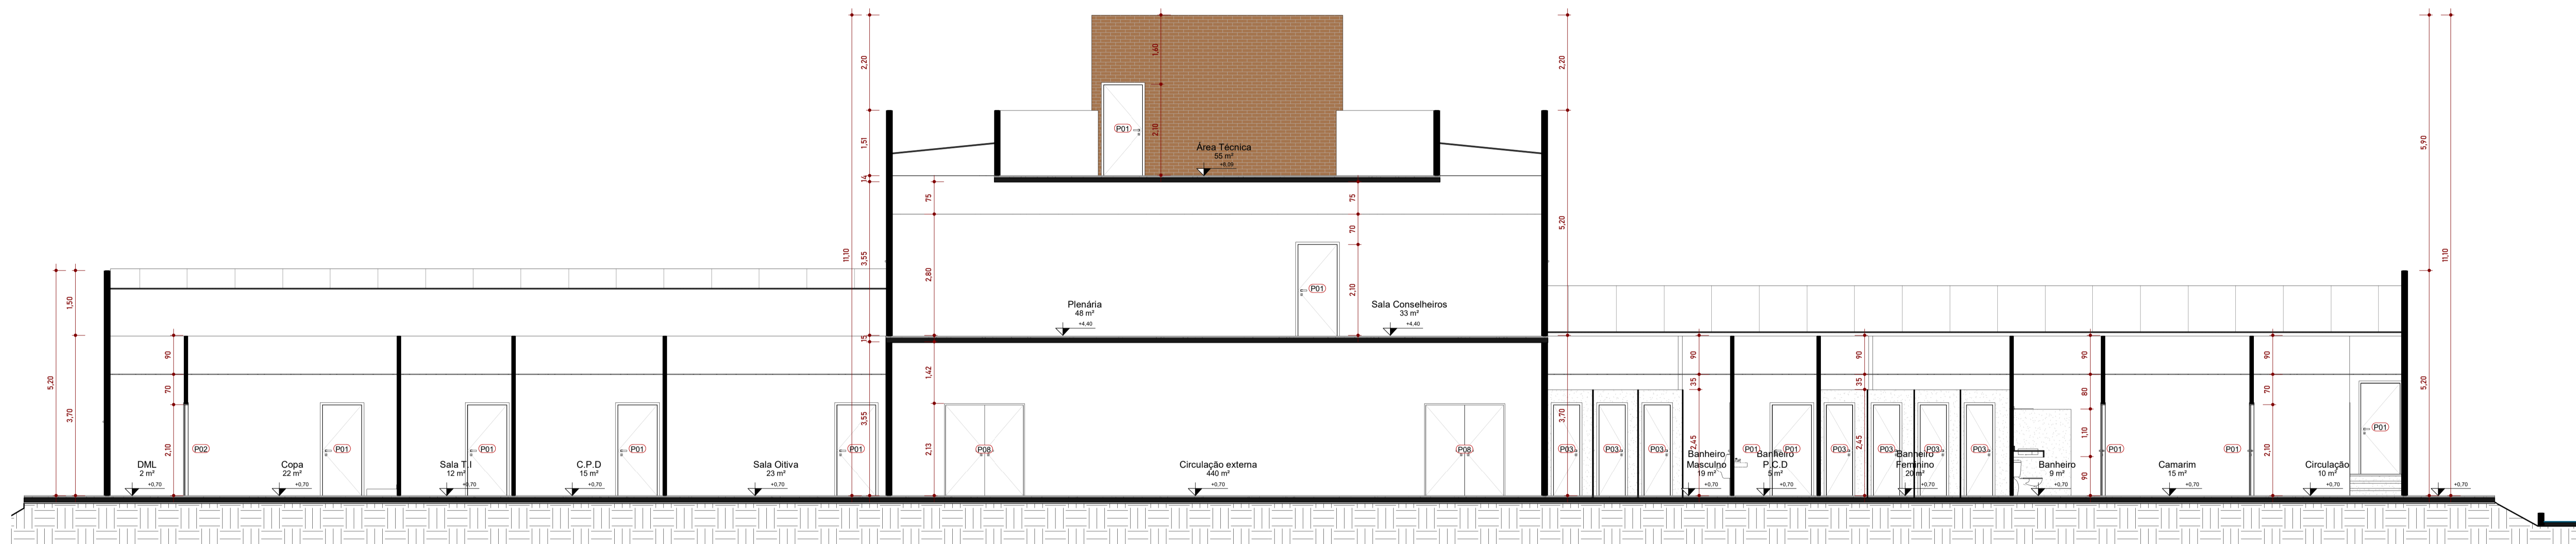 2,20
1,60
2,20
P01
2,10
5,90
1,51
Área Técnica
55 m²
+8,09
14
75
75
5,20
11,10
3,55
2,80
70
2,10
P01
11,10
1,50
Plenária
48 m²
+4,40
Sala Conselheiros
33 m²
+4,40
15
5,20
3,70
90
70
2,10
1,42
3,55
2,13
90
35
90
35
90
80
90
70
5,20
3,70
2,45
2,45
1,10
90
2,10
P02
P01
P01
P01
P01
P08
P08
P03
P03
P03
P01
P01
P03
P03
P03
P03
P01
P01
P01
DML
2 m²
+0,70
Copa
22 m²
+0,70
Sala T.I
12 m²
+0,70
C.P.D
15 m²
+0,70
Sala Oitiva
23 m²
+0,70
Circulação externa
440 m²
+0,70
Banheiro
Masculno
19 m²
+0,70
Banheiro
P.C.D
5 m²
+0,70
Banheiro
Feminino
20 m²
+0,70
Banheiro
9 m²
+0,70
Camarim
15 m²
+0,70
Circulação
10 m²
+0,70
+0,70